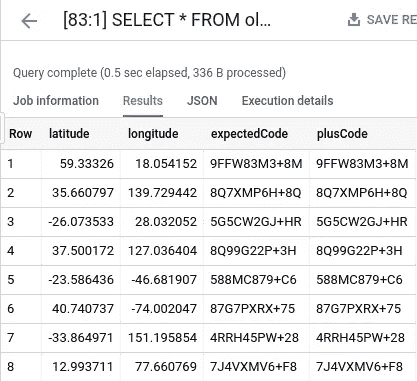 [83:1] SELECT * FROM ol... SAVE RE
Query complete (0.5 sec elapsed, 336 B processed)
Job information Results JSON Execution details
Row latitude longitude expectedCode plusCode
1 59.33326 18.054152 9FFW83M3+8M 9FFW83M3+8M
2 35.660797 139.729442 8Q7XMP6H+8Q 8Q7XMP6H+8Q
3 -26.073533 28.032052 5G5CW2GJ+HR 5G5CW2GJ+HR
4 37.500172 127.036404 8Q99G22P+3H 8Q99G22P+3H
5 -23.586436 -46.681907 588MC879+C6 588MC879+C6
6 40.740737 -74.002047 87G7PXRX+75 87G7PXRX+75
7 -33.864971 151.195854 4RRH45PW+28 4RRH45PW+28
8 12.993711 77.660769 7J4VXMV6+F8 7J4VXMV6+F8